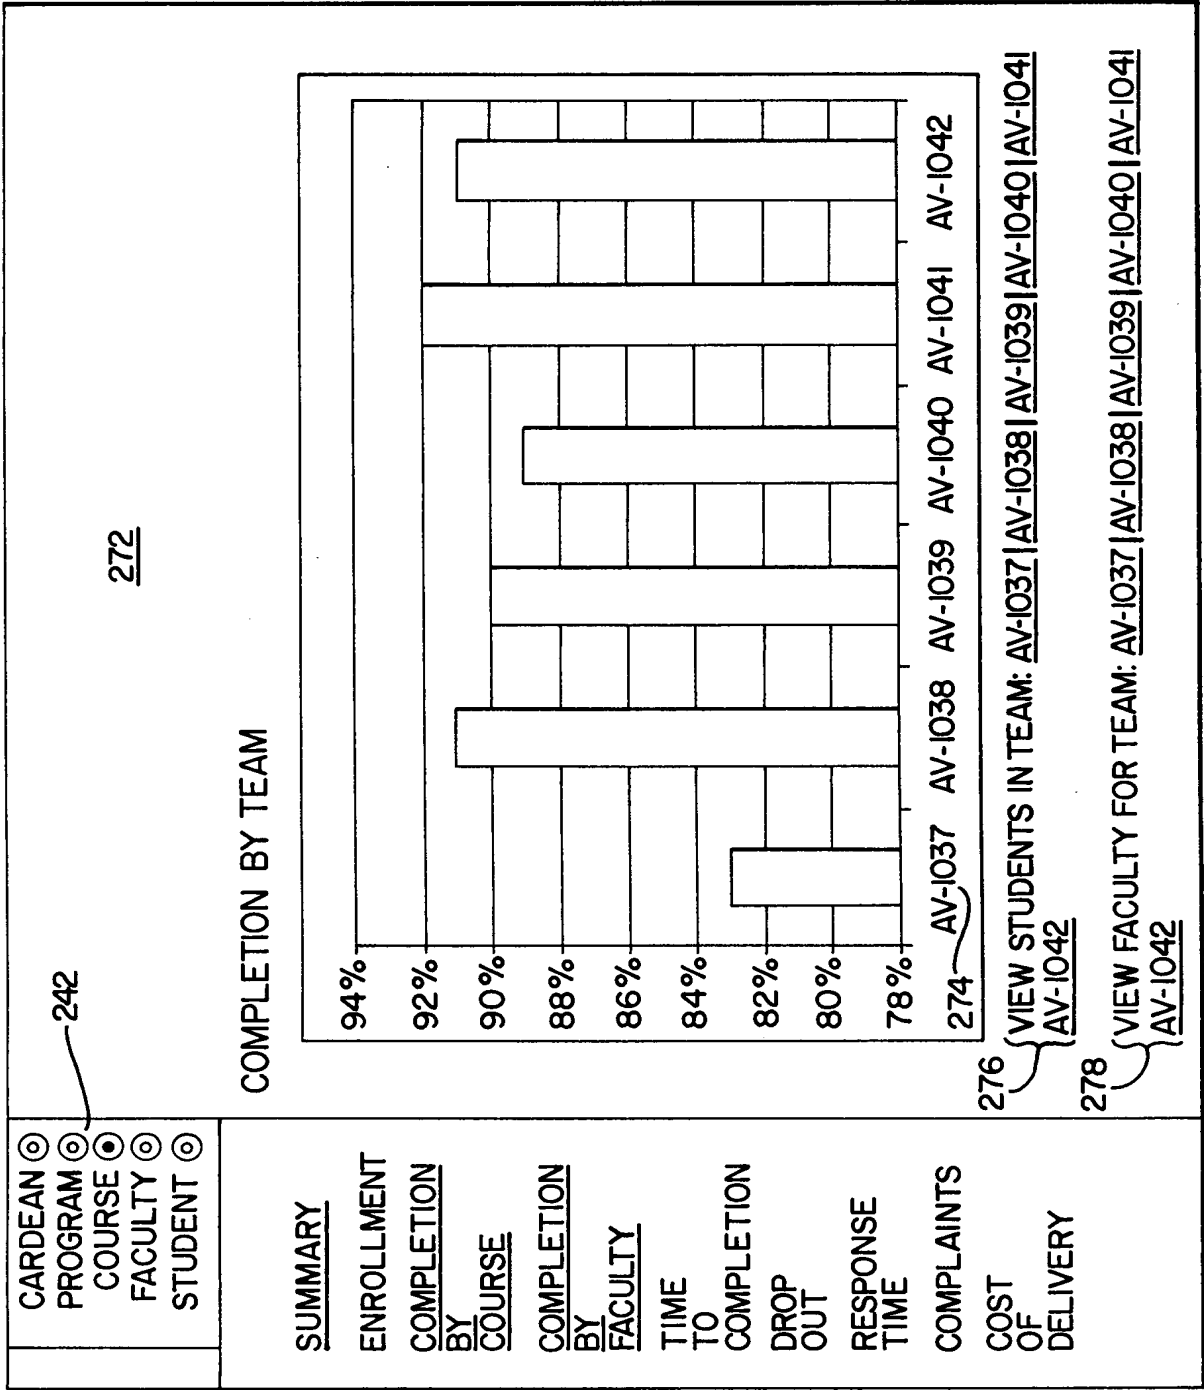 CARDEAN
PROGRAM
COURSE
FACULTY
STUDENT
242
272
SUMMARY
ENROLLMENT
COMPLETION
BY
COURSE
COMPLETION
BY
FACULTY
TIME
TO
COMPLETION
DROP
OUT
RESPONSE
TIME
COMPLAINTS
COST
OF
DELIVERY
COMPLETION BY TEAM
94%
92%
90%
88%
86%
84%
82%
80%
78%
AV-1037 AV-1038 AV-1039 AV-1040 AV-1041 AV-1042
274
276
VIEW STUDENTS IN TEAM: AV-1037|AV-1038|AV-1039|AV-1040|AV-1041
AV-1042
278
VIEW FACULTY FOR TEAM: AV-1037|AV-1038|AV-1039|AV-1040|AV-1041
AV-1042